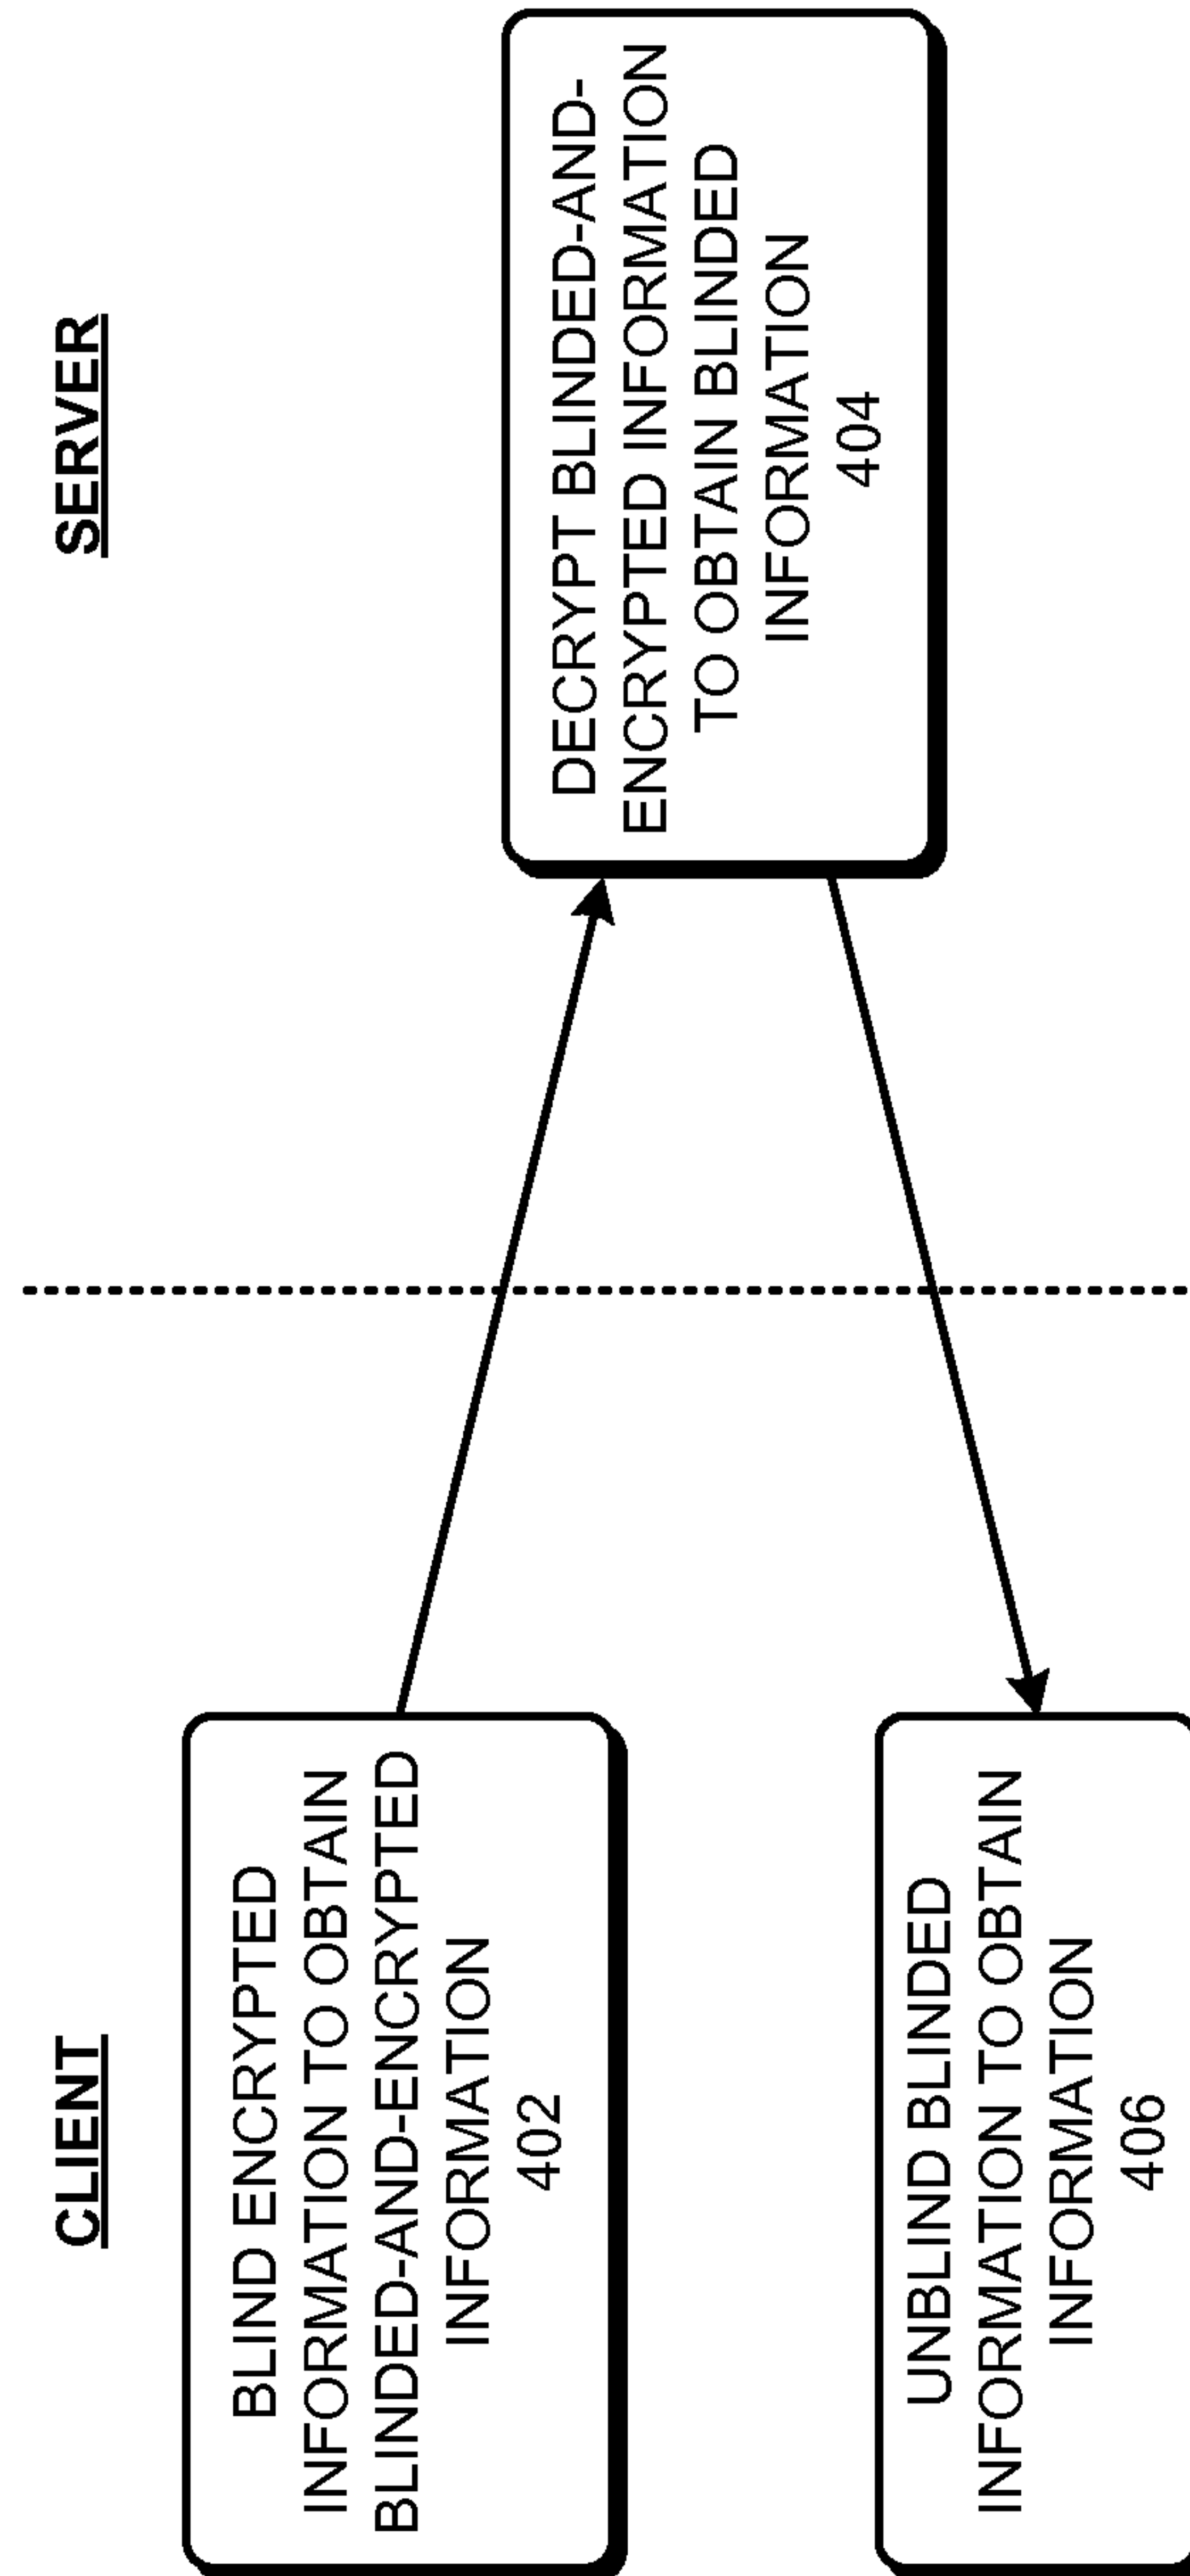 CLIENT
SERVER
BLIND ENCRYPTED
INFORMATION TO OBTAIN
BLINDED-AND-ENCRYPTED
INFORMATION
402
DECRYPT BLINDED-AND-
ENCRYPTED INFORMATION
TO OBTAIN BLINDED
INFORMATION
404
UNBLIND BLINDED
INFORMATION TO OBTAIN
INFORMATION
406